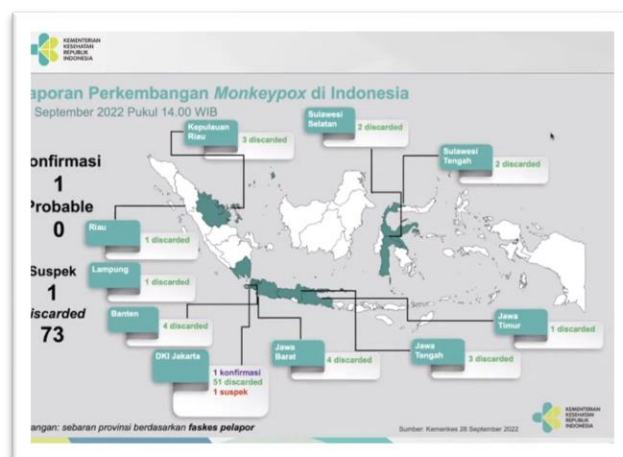 KEMENTERIAN
KESEHATAN
REPUBLIK
INDONESIA
aporan Perkembangan Monkeypox di Indonesia
September 2022 Pukul 14.00 WIB
onfirmasi
1
Probable
0
Suspek
1
iscarded
73
Kepulauan
Riau
3 discarded
Sulawesi
Selatan
2 discarded
Sulawesi
Tengah
2 discarded
Riau
1 discarded
Lampung
1 discarded
Banten
4 discarded
DKI Jakarta
1 konfirmasi
51 discarded
1 suspek
Jawa
Barat
4 discarded
Jawa
Tengah
3 discarded
Jawa
Timur
1 discarded
angan: sebaran provinsi berdasarkan faskes pelapor
Sumber: Kemenkes 28 September 2022
KEMENTERIAN
KESEHATAN
REPUBLIK
INDONESIA